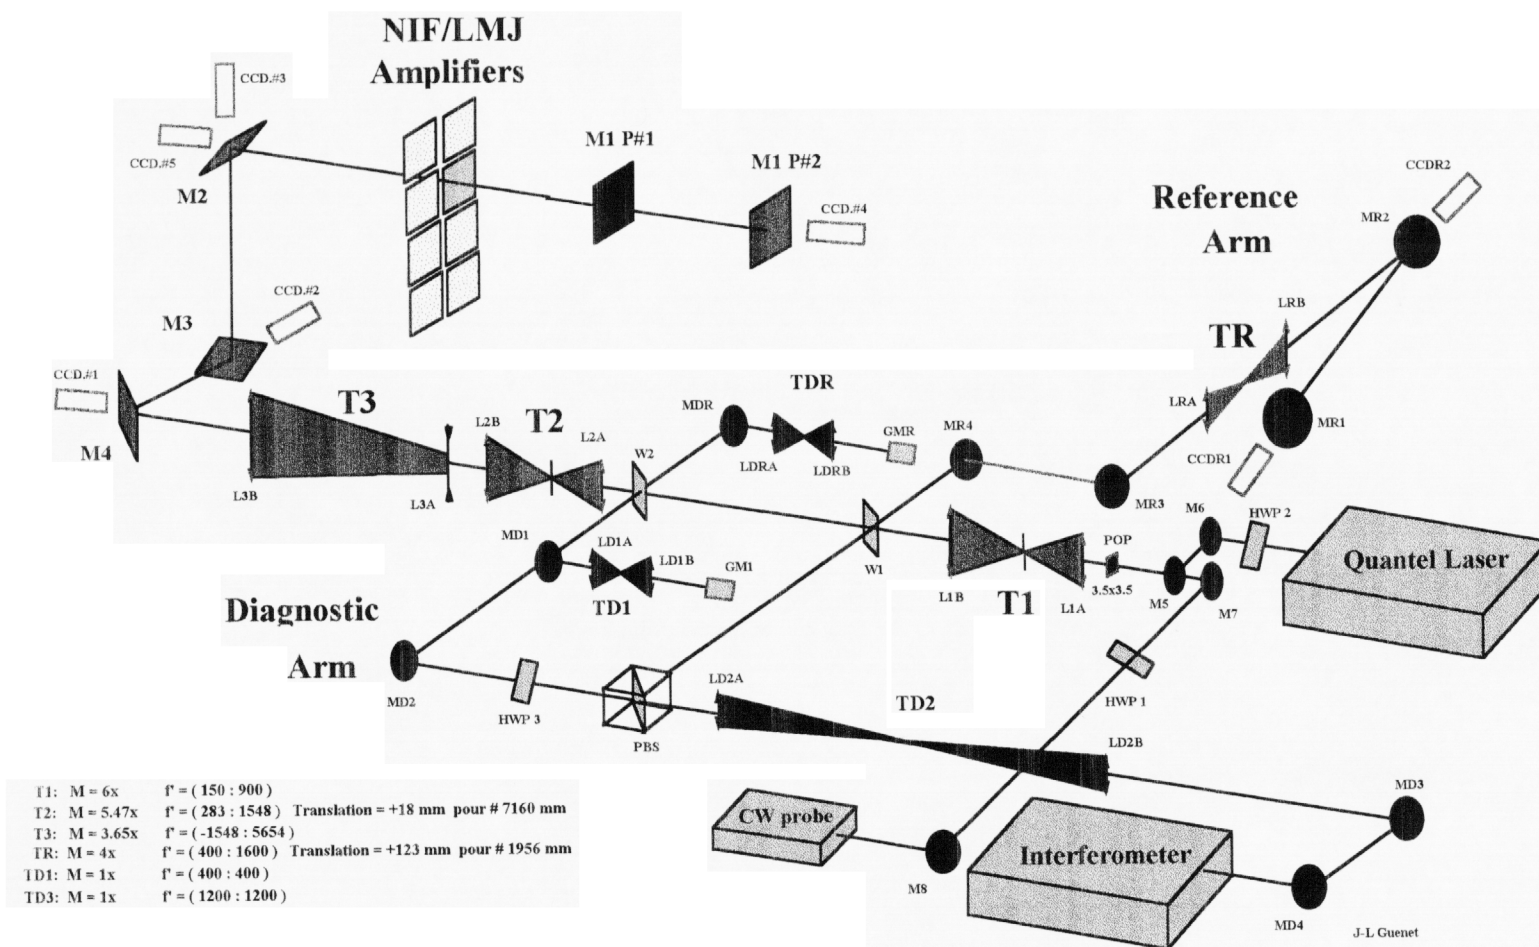 NIF/LMJ
Amplifiers
CCD.#3
CCD.#5
M2
M1 P#1
M1 P#2
CCD.#4
CCDR2
Reference
Arm
MR2
CCD.#2
M3
LRB
TR
CCD.#1
LRA
MR1
M4
T3
L2B
T2
L2A
W2
MDR
TDR
GMR
LDRA
LDRB
MR4
CCDR1
MR3
L3B
L3A
MD1
LD1A
LD1B
GM1
TD1
W1
L1B
T1
L1A
POP
3.5x3.5
M5
M6
M7
HWP 2
Quantel Laser
Diagnostic
Arm
MD2
HWP 3
PBS
LD2A
TD2
LD2B
HWP 1
MD3
CW probe
M8
Interferometer
MD4
J-L Guenet
T1: M = 6x f' = ( 150 : 900 )
T2: M = 5.47x f' = ( 283 : 1548 ) Translation = +18 mm pour # 7160 mm
T3: M = 3.65x f' = ( -1548 : 5654 )
TR: M = 4x f' = ( 400 : 1600 ) Translation = +123 mm pour # 1956 mm
TD1: M = 1x f' = ( 400 : 400 )
TD3: M = 1x f' = ( 1200 : 1200 )